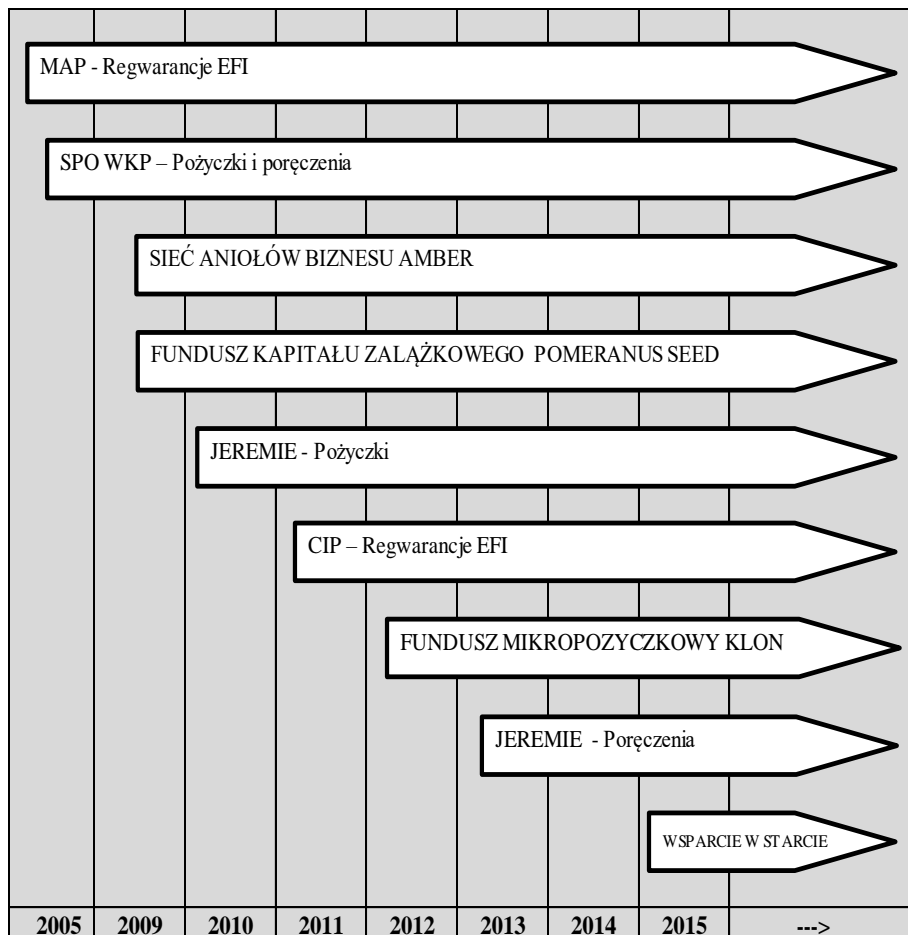 MAP - Regwarancje EFI
SPO WKP – Pożyczki i poręczenia
SIEĆ ANIOŁÓW BIZNESU AMBER
FUNDUSZ KAPITAŁU ZALĄŻKOWEGO POMERANUS SEED
JEREMIE - Pożyczki
CIP – Regwarancje EFI
FUNDUSZ MIKROPOZYCZKOWY KLON
JEREMIE - Poręczenia
WSPARCIE W STARCIE
2005 2009 2010 2011 2012 2013 2014 2015 --->